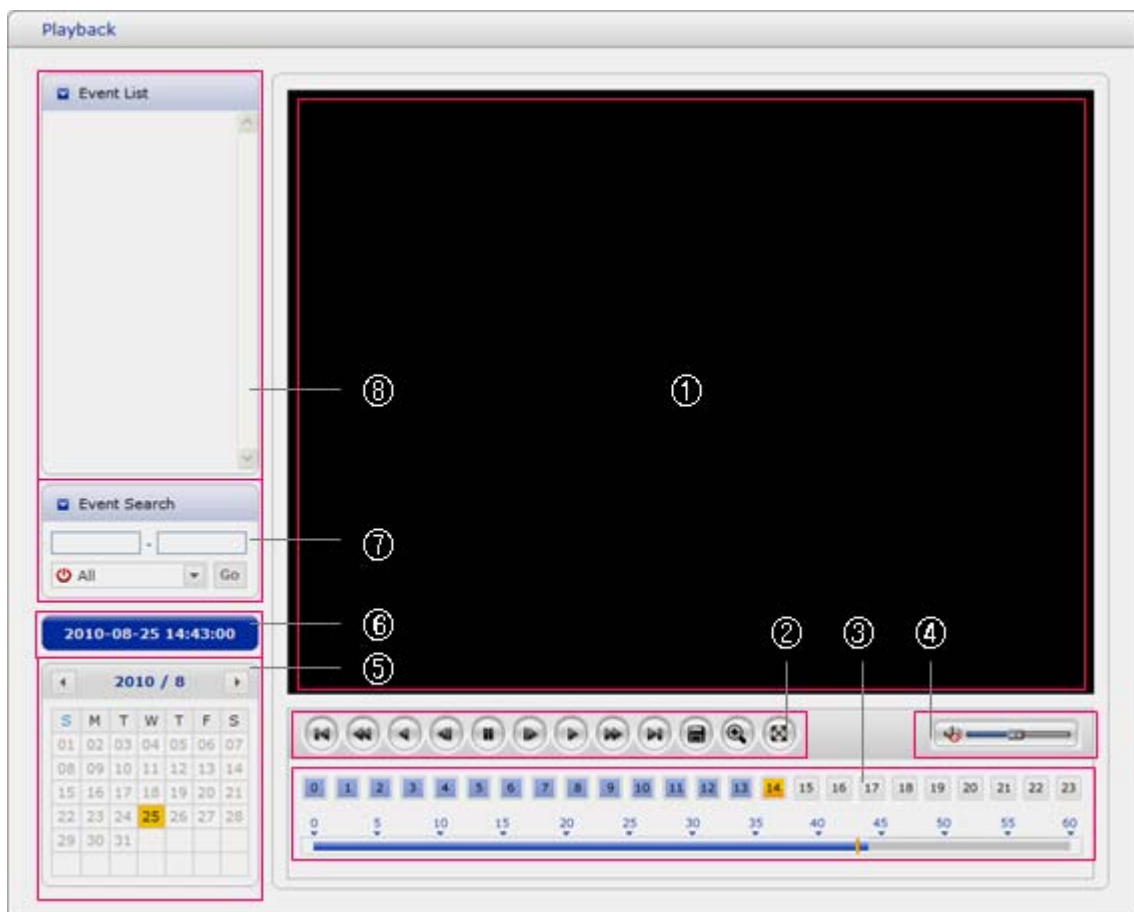 Playback
Event List
⑧
①
Event Search
-
⑦
All Go
2010-08-25 14:43:00
⑥
②
③
④
⑤
2010 / 8
S M T W T F S
01 02 03 04 05 06 07
08 09 10 11 12 13 14
15 16 17 18 19 20 21
22 23 24 25 26 27 28
29 30 31
0 1 2 3 4 5 6 7 8 9 10 11 12 13 14 15 16 17 18 19 20 21 22 23
0 5 10 15 20 25 30 35 40 45 50 55 60